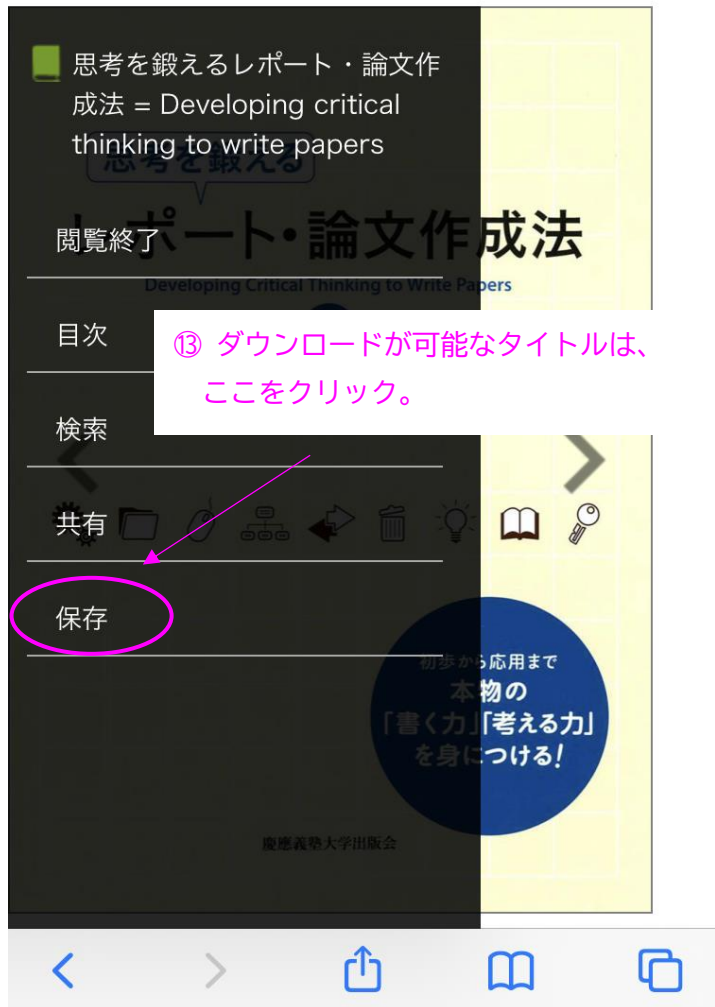 思考を鍛えるレポート・論文作
成法 = Developing critical
thinking to write papers
思考を鍛える
レポート・論文作成法
Developing Critical Thinking to Write Papers
閲覧終了
目次
⑬ ダウンロードが可能なタイトルは、
ここをクリック。
検索
共有
保存
初歩から応用まで
本物の
「書く力」「考える力」
を身につける!
慶應義塾大学出版会